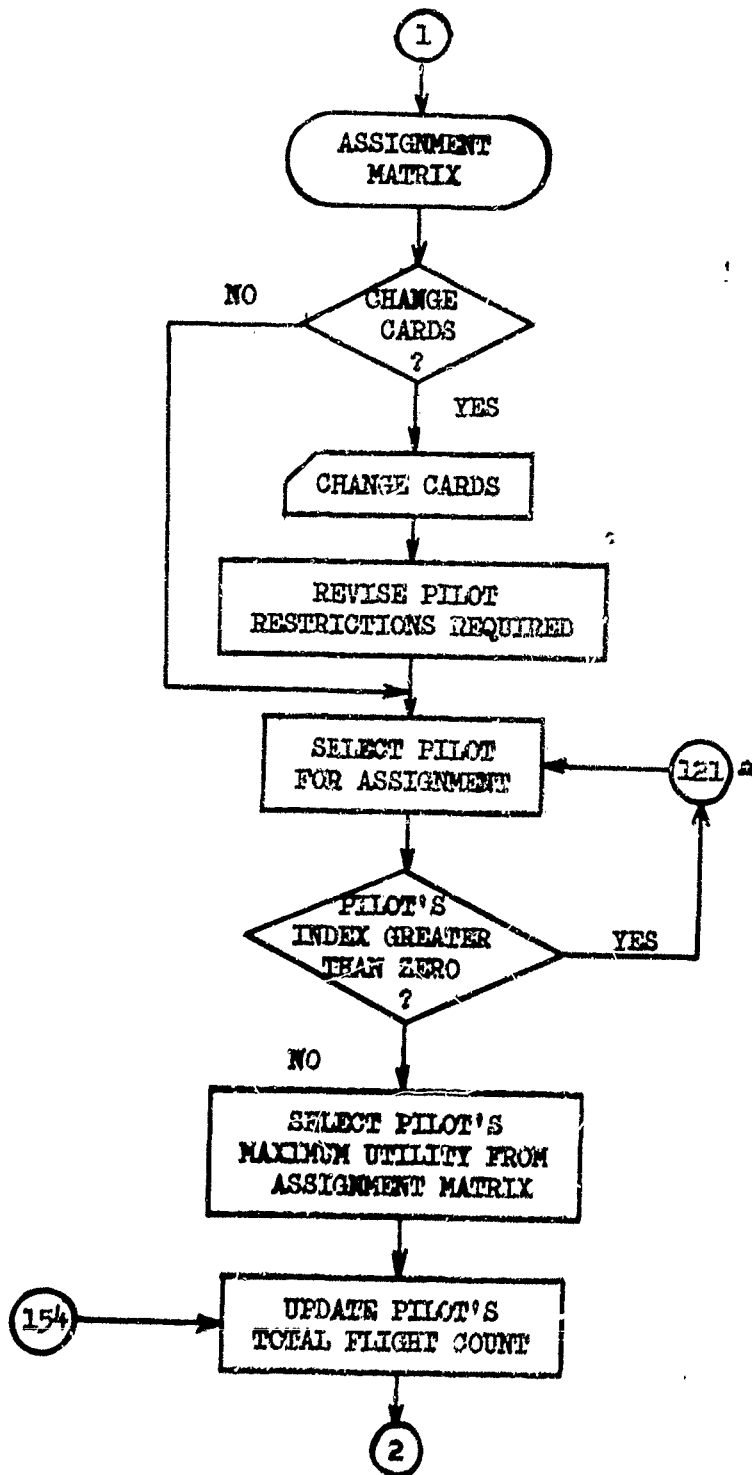 1
ASSIGNMENT
MATRIX
NO
CHANGE
CARDS
?
YES
CHANGE CARDS
REVISE PILOT
RESTRICTIONS REQUIRED
SELECT PILOT
FOR ASSIGNMENT
121 a
PILOT'S
INDEX GREATER
THAN ZERO
?
YES
NO
SELECT PILOT'S
MAXIMUM UTILITY FROM
ASSIGNMENT MATRIX
154
UPDATE PILOT'S
TOTAL FLIGHT COUNT
2